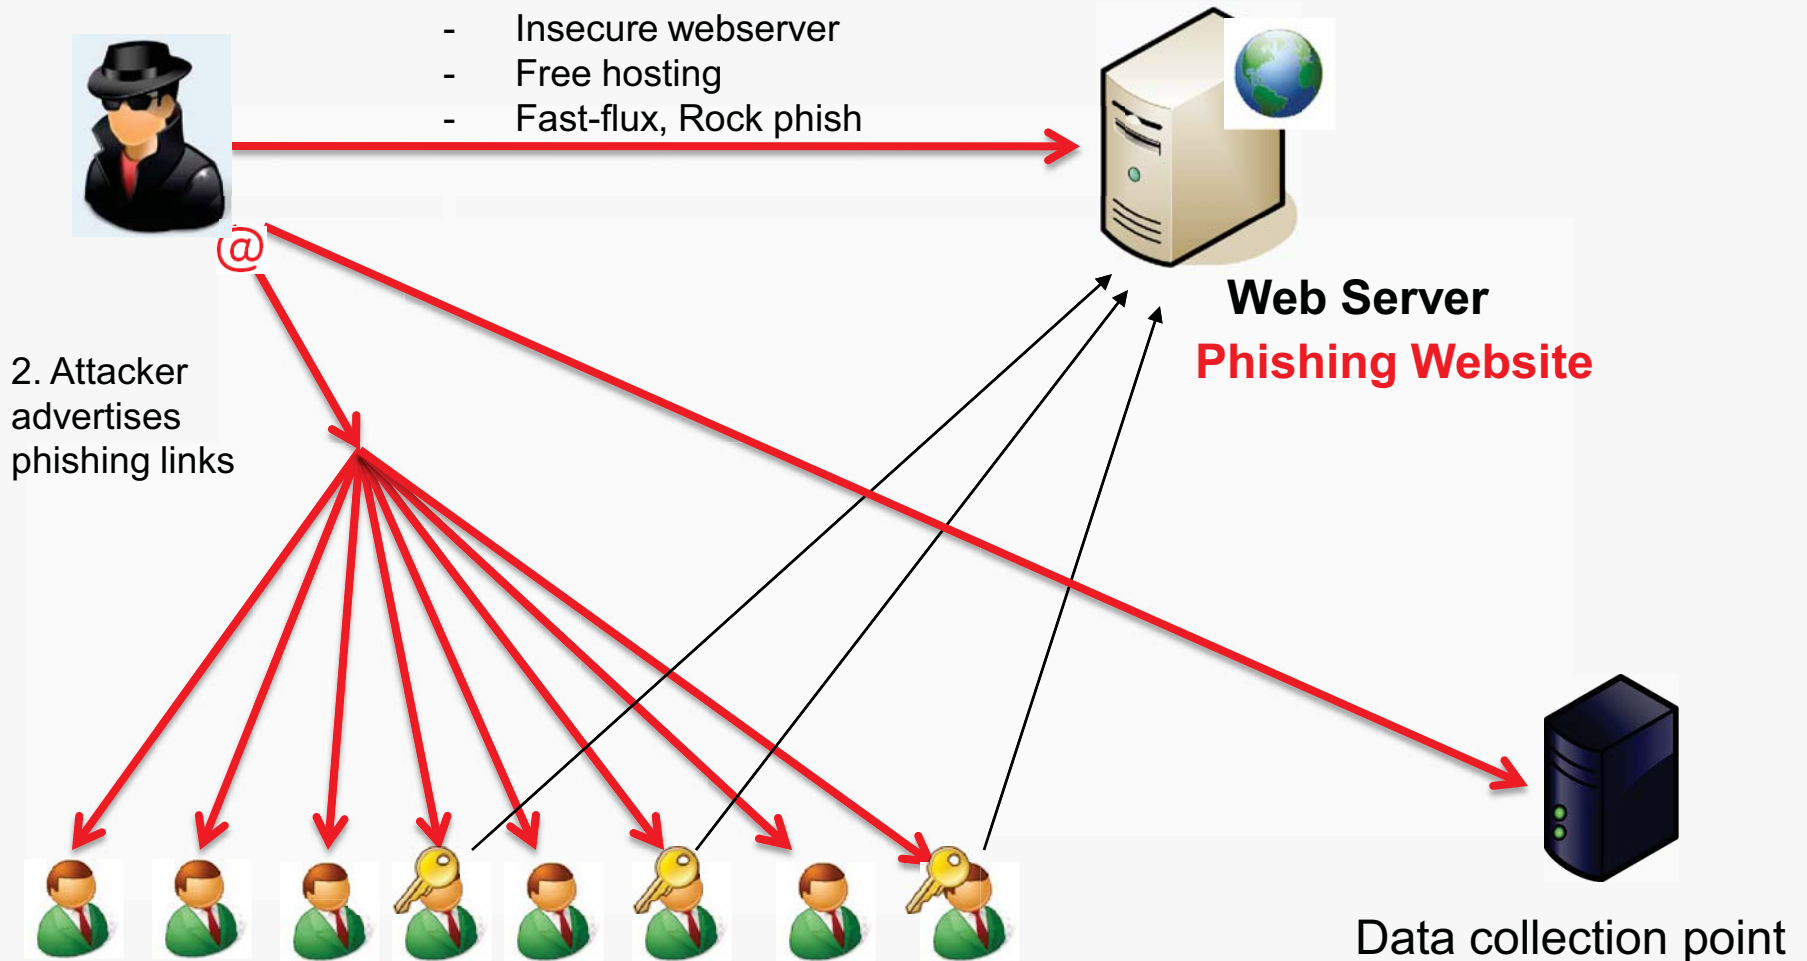 - Insecure webserver
- Free hosting
- Fast-flux, Rock phish
@
Web Server
Phishing Website
2. Attacker
advertises
phishing links
Data collection point